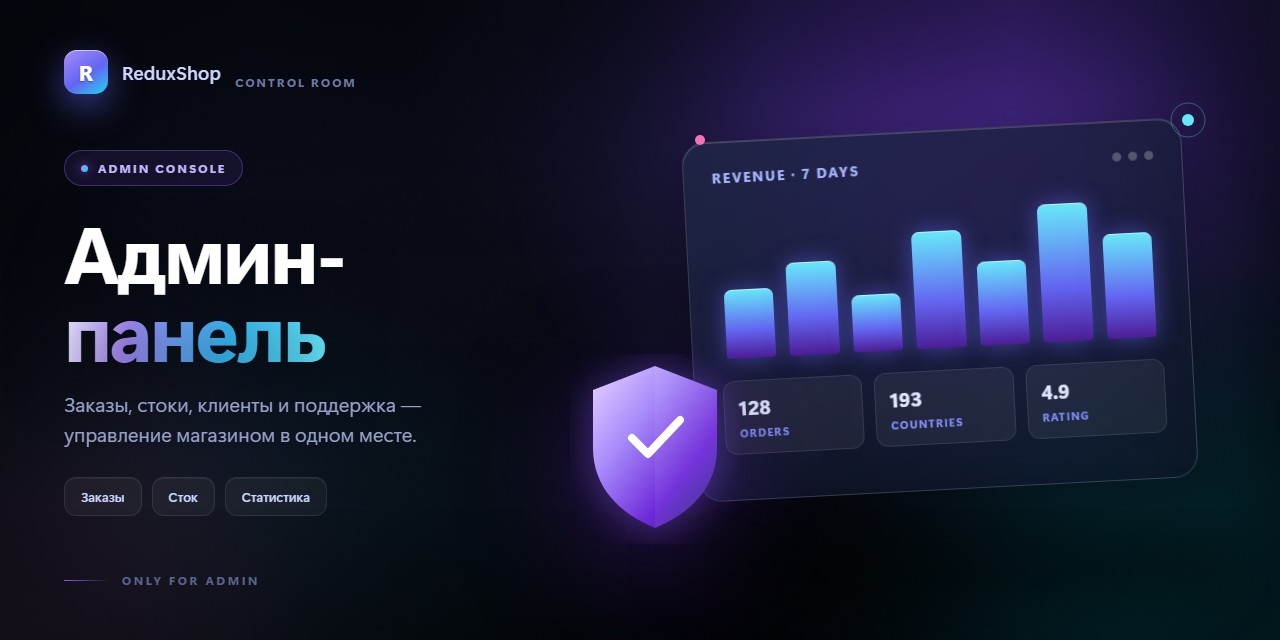 R
ReduxShop CONTROL ROOM
ADMIN CONSOLE
Админ-
панель
Заказы, стоки, клиенты и поддержка —
управление магазином в одном месте.
Заказы Сток Статистика
ONLY FOR ADMIN
REVENUE · 7 DAYS
128
ORDERS
193
COUNTRIES
4.9
RATING